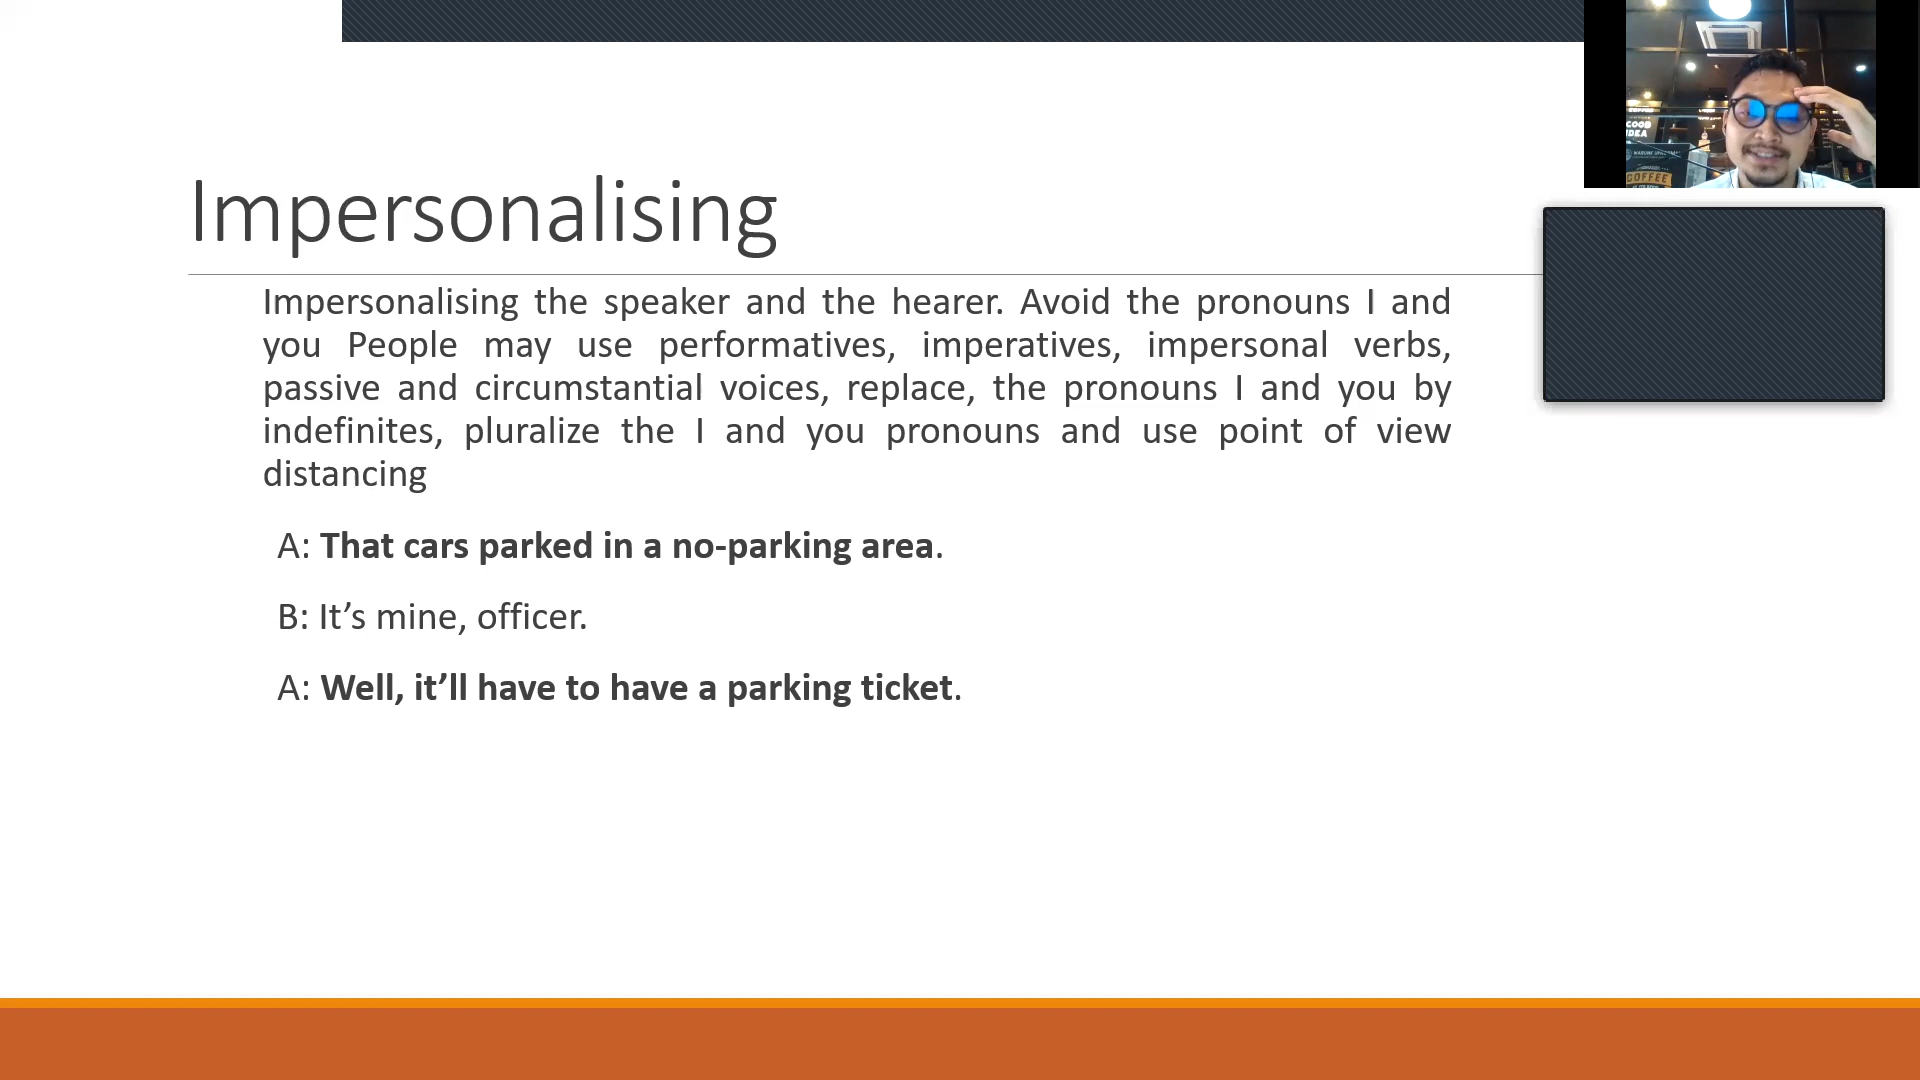 Impersonalising
Impersonalising the speaker and the hearer. Avoid the pronouns I and
you People may use performatives, imperatives, impersonal verbs,
passive and circumstantial voices, replace, the pronouns I and you by
indefinites, pluralize the I and you pronouns and use point of view
distancing
A: That cars parked in a no-parking area.
B: It’s mine, officer.
A: Well, it’ll have to have a parking ticket.
GOOD
IDEA
COFFEE